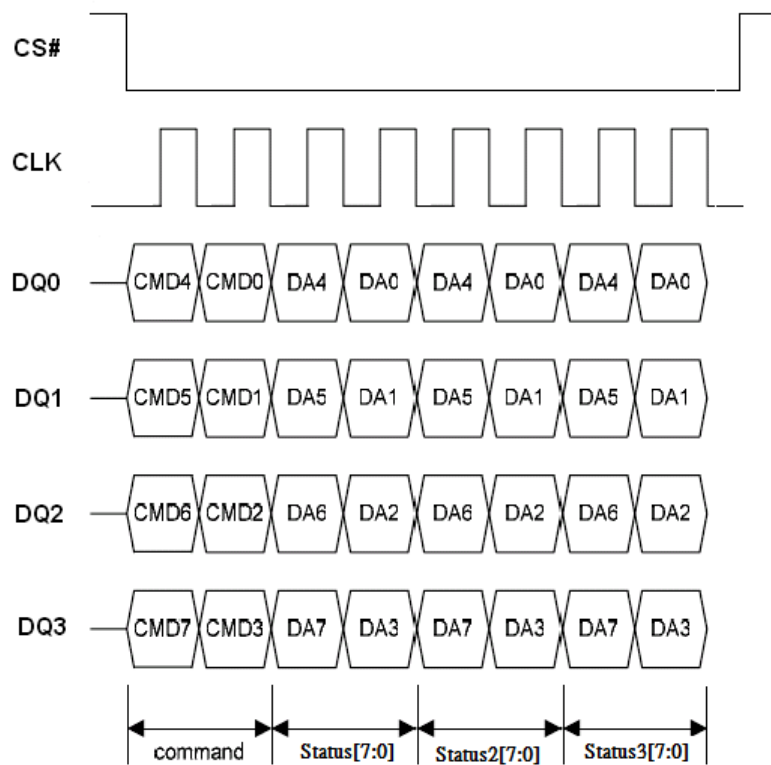 CS#
CLK
DQ0 CMD4 CMD0 DA4 DA0 DA4 DA0 DA4 DA0
DQ1 CMD5 CMD1 DA5 DA1 DA5 DA1 DA5 DA1
DQ2 CMD6 CMD2 DA6 DA2 DA6 DA2 DA6 DA2
DQ3 CMD7 CMD3 DA7 DA3 DA7 DA3 DA7 DA3
command Status[7:0] Status2[7:0] Status3[7:0]